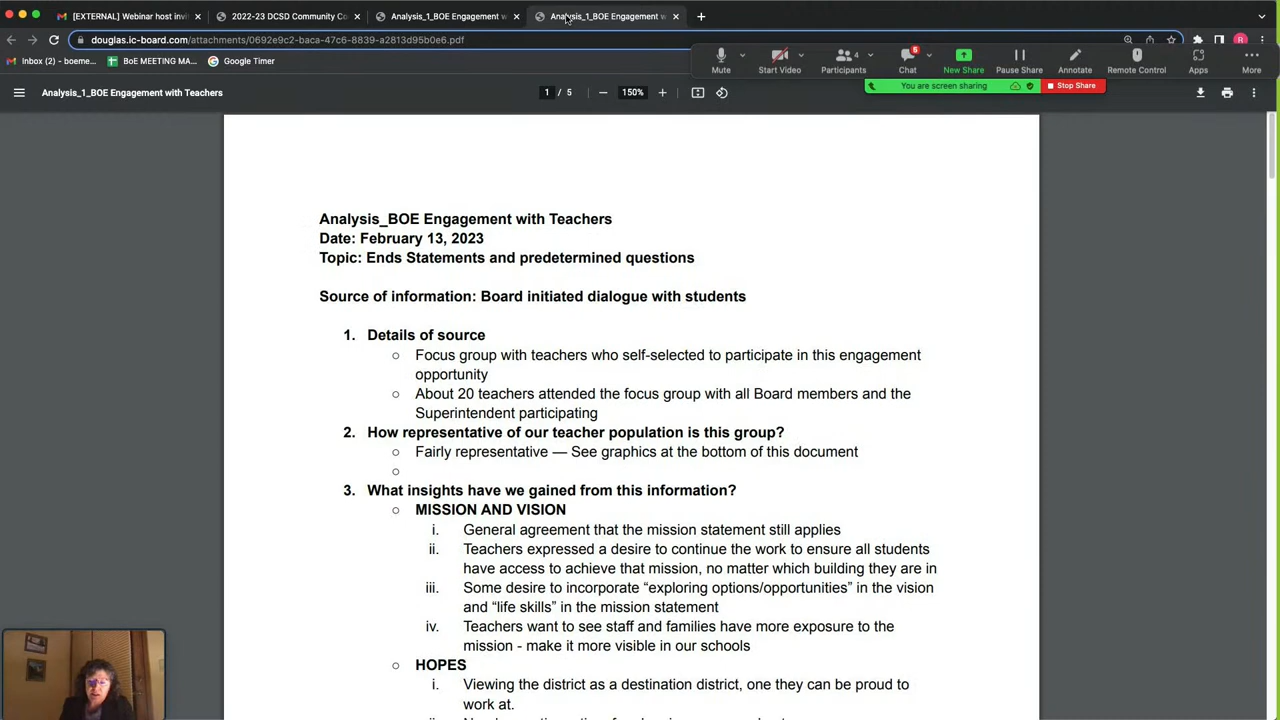 [EXTERNAL] Webinar host invi
2022-23 DCSD Community Co
Analysis_1_BOE Engagement w
Analysis_1_BOE Engagement w
douglas.ic-board.com/attachments/0692e9c2-baca-47c6-8839-a2813d95b0e6.pdf
R
Inbox (2) - boeme...
BoE MEETING MA...
Google Timer
Mute
Start Video
4
Participants
6
Chat
New Share
Pause Share
Annotate
Remote Control
Apps
More
You are screen sharing
Stop Share
Analysis_1_BOE Engagement with Teachers
1 / 5
150%
Analysis_BOE Engagement with Teachers
Date: February 13, 2023
Topic: Ends Statements and predetermined questions
Source of information: Board initiated dialogue with students
1. Details of source
○ Focus group with teachers who self-selected to participate in this engagement
opportunity
○ About 20 teachers attended the focus group with all Board members and the
Superintendent participating
2. How representative of our teacher population is this group?
○ Fairly representative — See graphics at the bottom of this document
○
3. What insights have we gained from this information?
○ MISSION AND VISION
i. General agreement that the mission statement still applies
ii. Teachers expressed a desire to continue the work to ensure all students
have access to achieve that mission, no matter which building they are in
iii. Some desire to incorporate “exploring options/opportunities” in the vision
and “life skills” in the mission statement
iv. Teachers want to see staff and families have more exposure to the
mission - make it more visible in our schools
○ HOPES
i. Viewing the district as a destination district, one they can be proud to
work at.